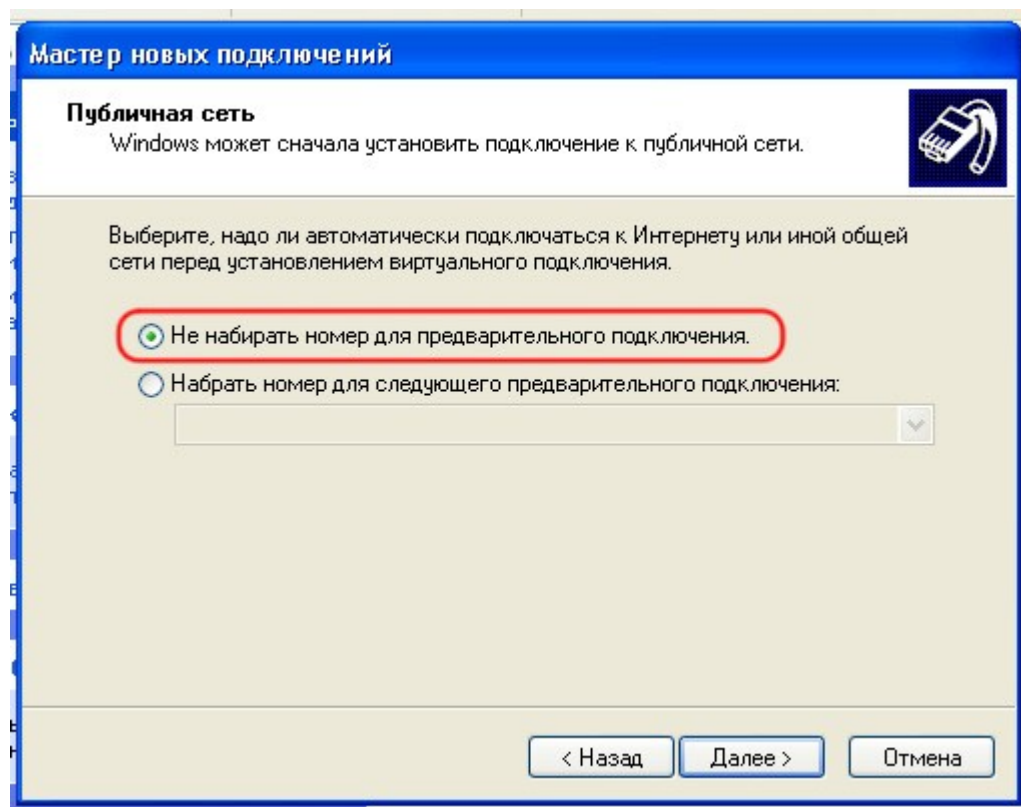 Мастер новых подключений
Публичная сеть
Windows может сначала установить подключение к публичной сети.
Выберите, надо ли автоматически подключаться к Интернету или иной общей
сети перед установлением виртуального подключения.
Не набирать номер для предварительного подключения.
Набрать номер для следующего предварительного подключения:
< Назад
Далее >
Отмена